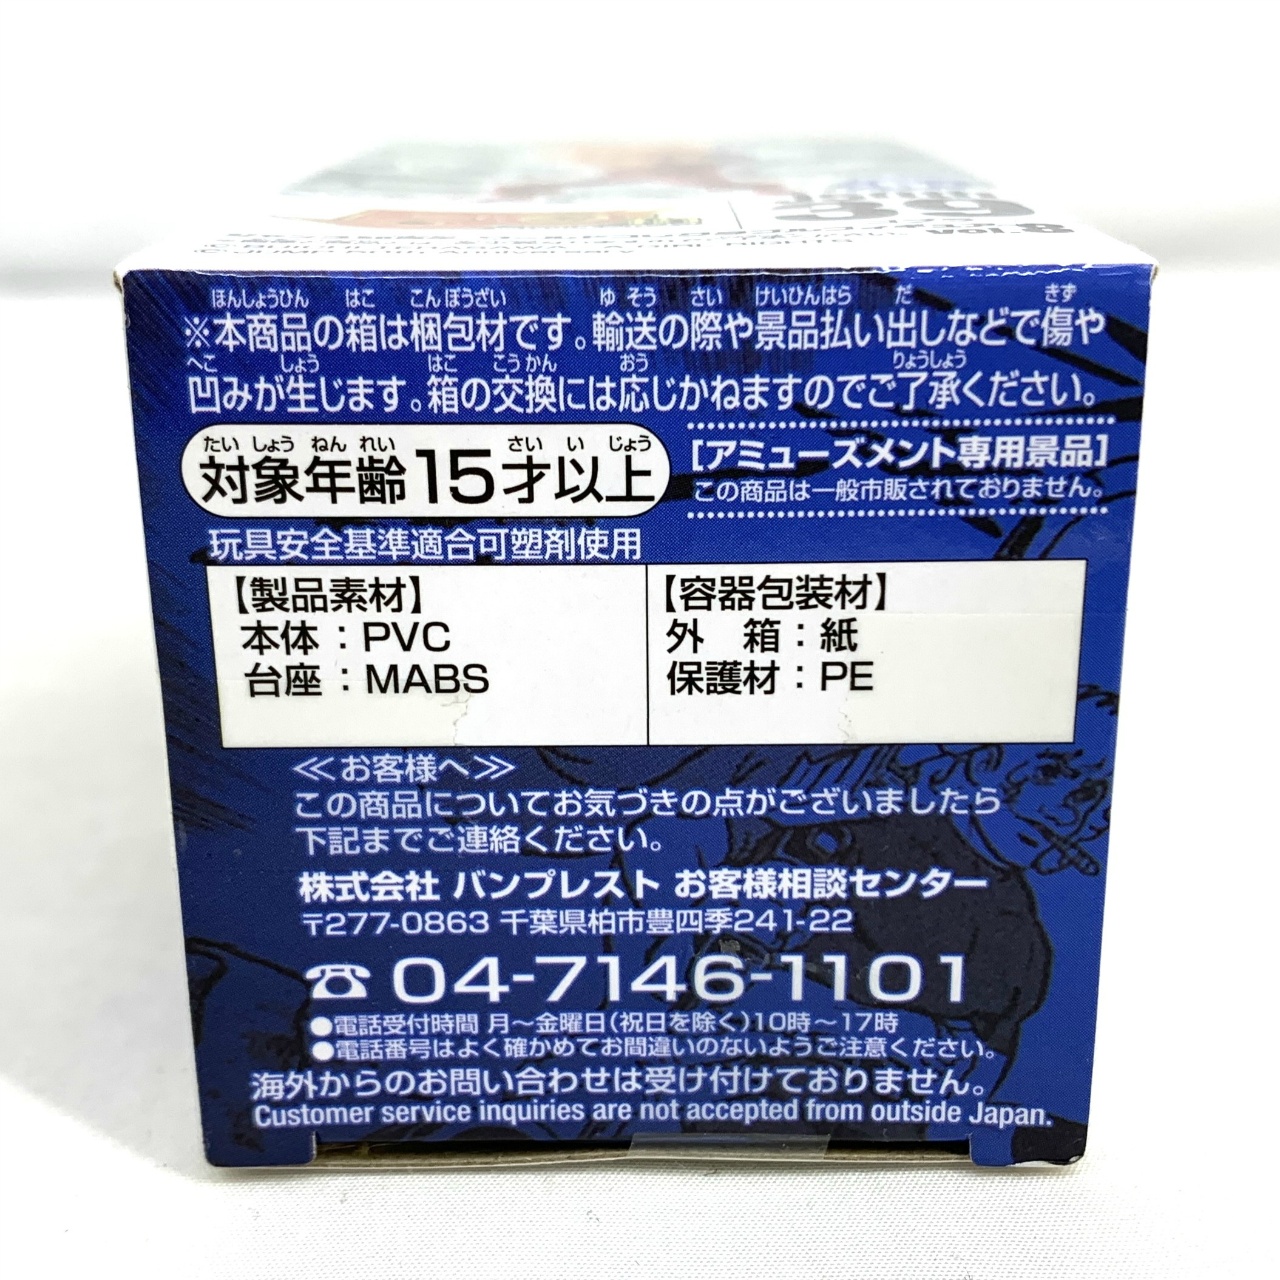 ※本商品の箱は梱包材です。輸送の際や景品払い出しなどで傷や
凹みが生じます。箱の交換には応じかねますのでご了承ください。
対象年齢15才以上
[アミューズメント専用景品]
この商品は一般市販されておりません。
玩具安全基準適合可塑剤使用
【製品素材】
本体：PVC
台座：MABS
【容器包装材】
外　箱：紙
保護材：PE
≪お客様へ≫
この商品についてお気づきの点がございましたら
下記までご連絡ください。
株式会社 バンプレスト お客様相談センター
〒277-0863 千葉県柏市豊四季241-22
☎04-7146-1101
●電話受付時間 月～金曜日(祝日を除く)10時～17時
●電話番号はよく確かめてお間違いのないようご注意ください。
海外からのお問い合わせは受け付けておりません。
Customer service inquiries are not accepted from outside Japan.